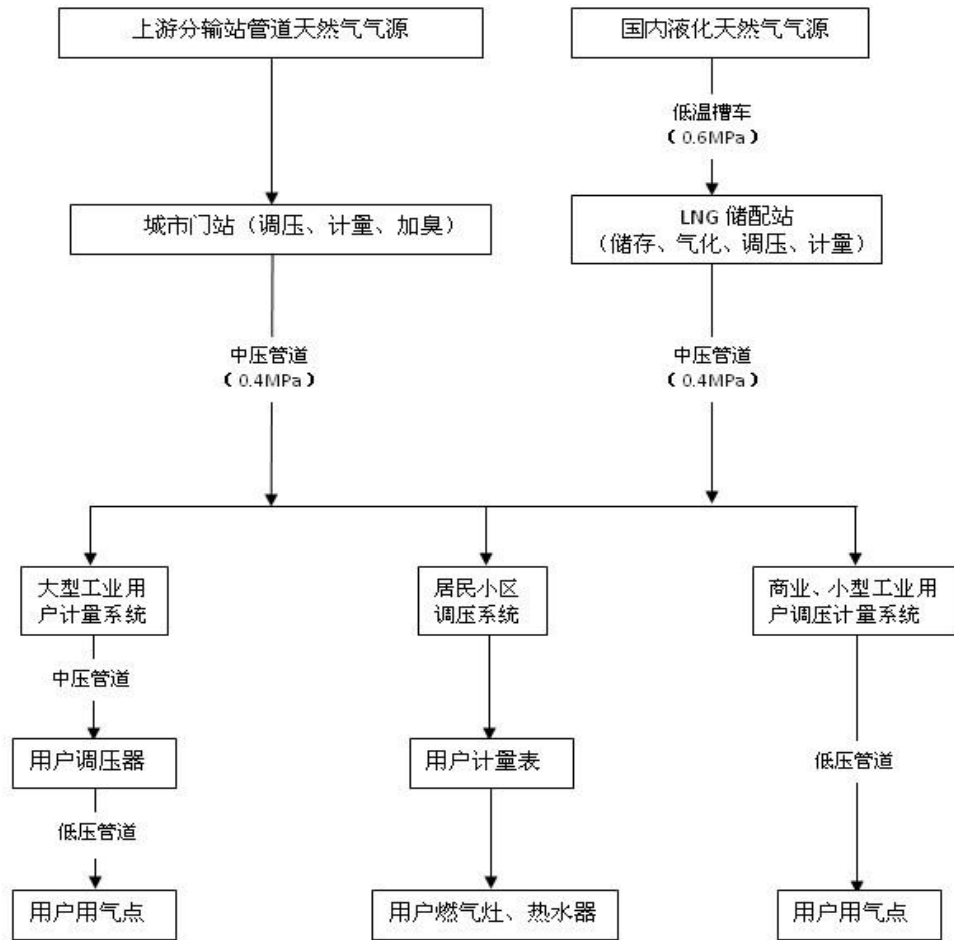 上游分输站管道天然气气源
国内液化天然气气源
低温槽车
（0.6MPa）
城市门站（调压、计量、加臭）
LNG 储配站
（储存、气化、调压、计量）
中压管道
（0.4MPa）
中压管道
（0.4MPa）
大型工业用
户计量系统
居民小区
调压系统
商业、小型工业用
户调压计量系统
中压管道
用户调压器
用户计量表
低压管道
低压管道
用户用气点
用户燃气灶、热水器
用户用气点